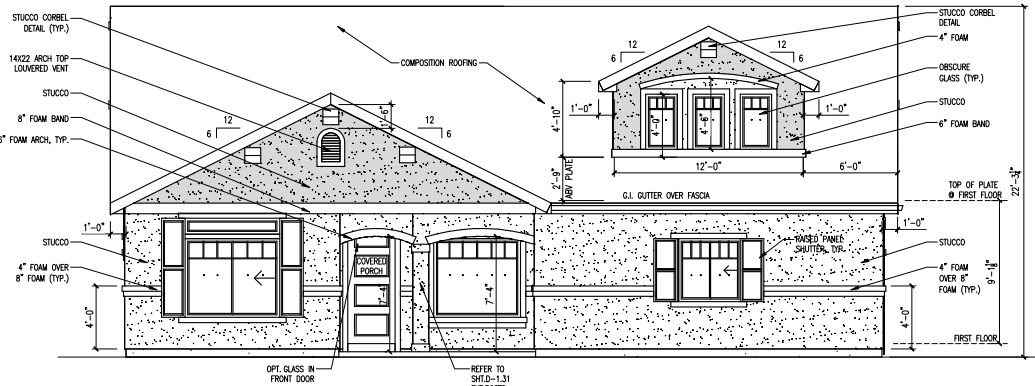 STUCCO CORBEL
DETAIL (TYP.)
14X22 ARCH TOP
LOUVERED VENT
STUCCO
8" FOAM BAND
6" FOAM ARCH, TYP.
12
6
1'-6"
12
6
COMPOSITION ROOFING
12
6
12
6
STUCCO CORBEL
DETAIL
4" FOAM
OBSCURE
GLASS (TYP.)
STUCCO
6" FOAM BAND
1'-0"
1'-0"
4'-10"
4'-0"
4'-6"
12'-0"
6'-0"
2'-9"
ABV PLATE
G.I. GUTTER OVER FASCIA
TOP OF PLATE
@ FIRST FLOOR
22'-3½"
1'-0"
1'-0"
STUCCO
4" FOAM OVER
8" FOAM (TYP.)
4'-0"
COVERED
PORCH
7'-4"
7'-4"
RAISED PANEL
SHUTTER, TYP.
STUCCO
4" FOAM
OVER 8"
FOAM (TYP.)
9'-1⅛"
4'-0"
FIRST FLOOR
OPT. GLASS IN
FRONT DOOR
REFER TO
SHT.D-1.31